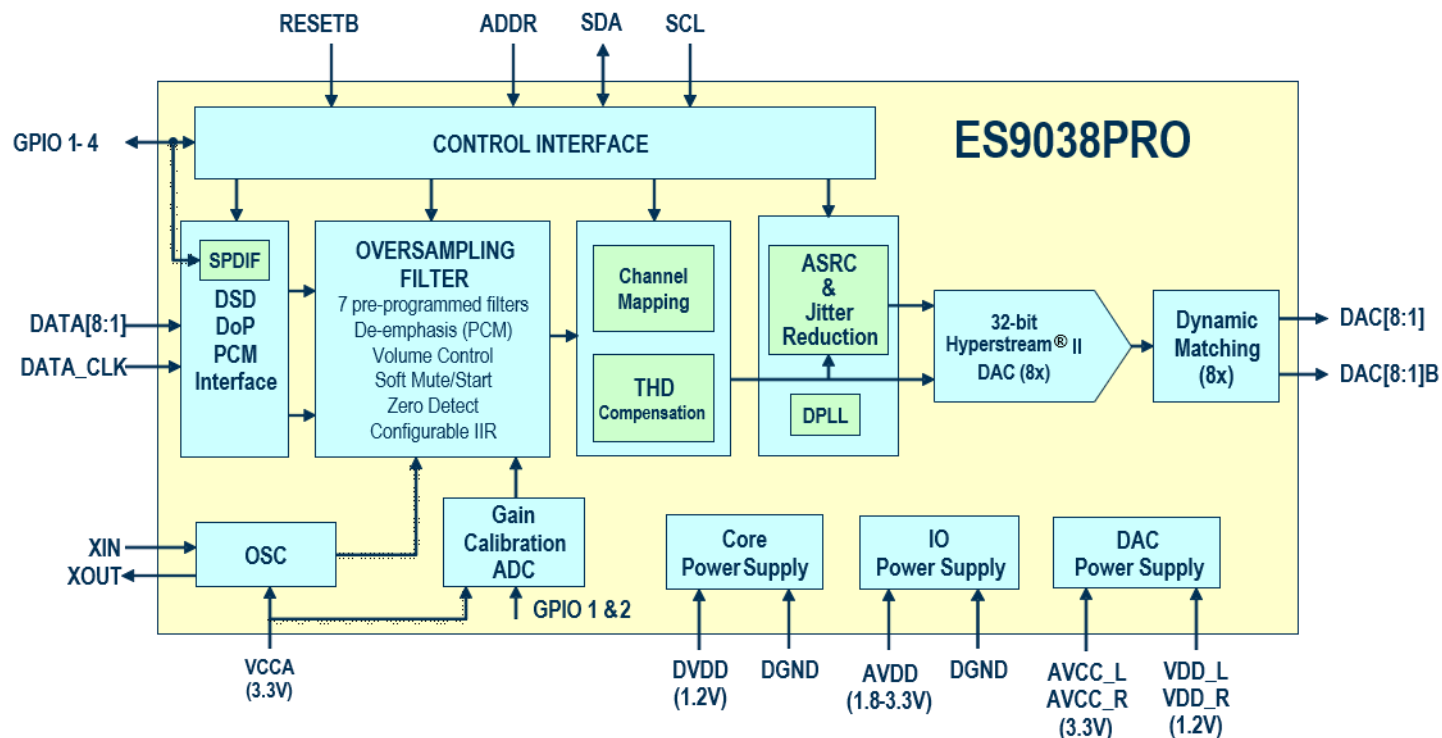 RESETB
ADDR
SDA
SCL
GPIO 1- 4
CONTROL INTERFACE
ES9038PRO
SPDIF
DSD
DoP
PCM
Interface
DATA[8:1]
DATA_CLK
OVERSAMPLING
FILTER
7 pre-programmed filters
De-emphasis (PCM)
Volume Control
Soft Mute/Start
Zero Detect
Configurable IIR
Channel
Mapping
THD
Compensation
ASRC
&
Jitter
Reduction
DPLL
32-bit
Hyperstream® II
DAC (8x)
Dynamic
Matching
(8x)
DAC[8:1]
DAC[8:1]B
XIN
XOUT
OSC
Gain
Calibration
ADC
GPIO 1 &2
VCCA
(3.3V)
Core
Power Supply
IO
Power Supply
DAC
Power Supply
DVDD
(1.2V)
DGND
AVDD
(1.8-3.3V)
DGND
AVCC_L
AVCC_R
(3.3V)
VDD_L
VDD_R
(1.2V)